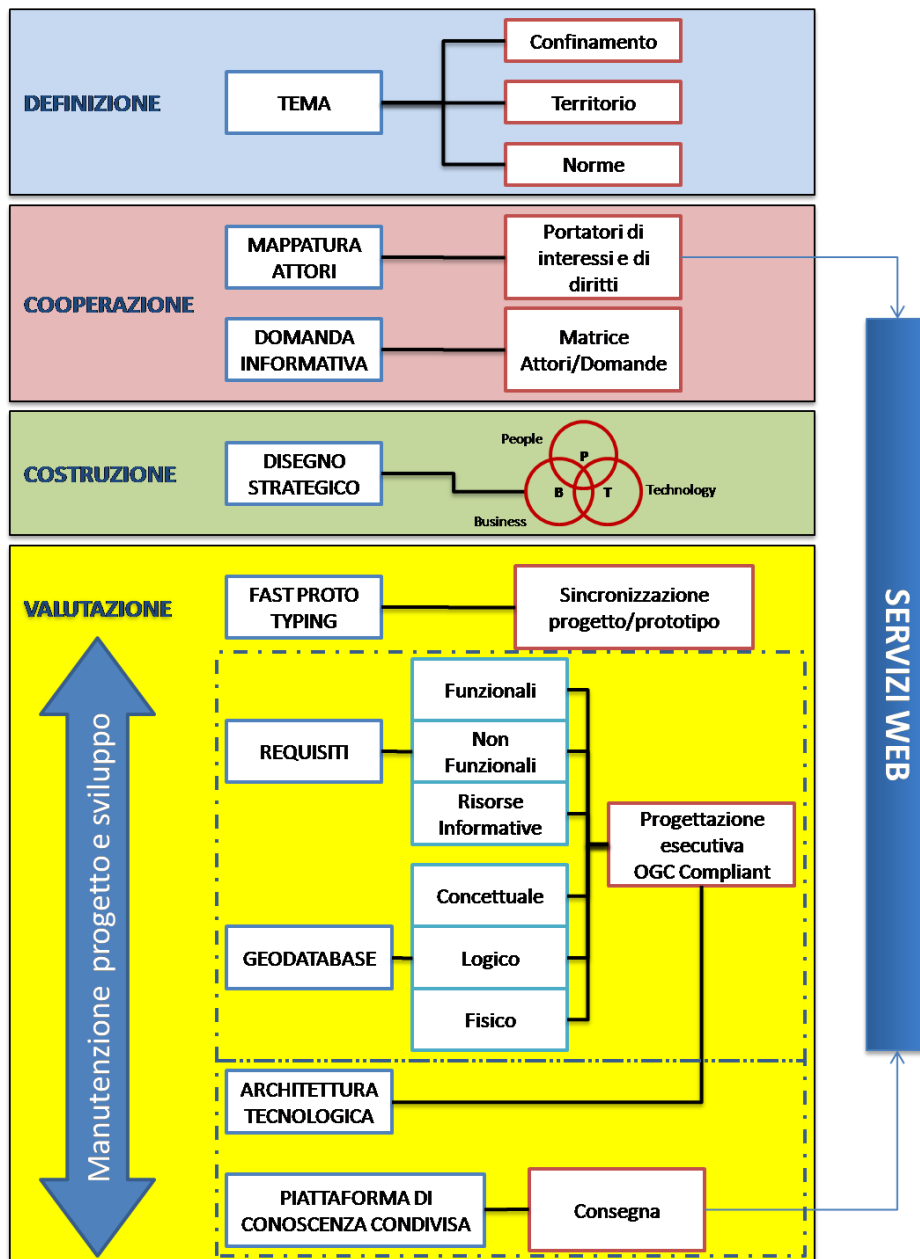 DEFINIZIONE
TEMA
Confinamento
Territorio
Norme
COOPERAZIONE
MAPPATURA
ATTORI
Portatori di
interessi e di
diritti
DOMANDA
INFORMATIVA
Matrice
Attori/Domande
COSTRUZIONE
DISEGNO
STRATEGICO
People
P
B
T
Technology
Business
VALUTAZIONE
FAST PROTO
TYPING
Sincronizzazione
progetto/prototipo
Manutenzione progetto e sviluppo
REQUISITI
Funzionali
Non
Funzionali
Risorse
Informative
Progettazione
esecutiva
OGC Compliant
GEODATABASE
Concettuale
Logico
Fisico
ARCHITETTURA
TECNOLOGICA
PIATTAFORMA DI
CONOSCENZA CONDIVISA
Consegna
SERVIZI WEB